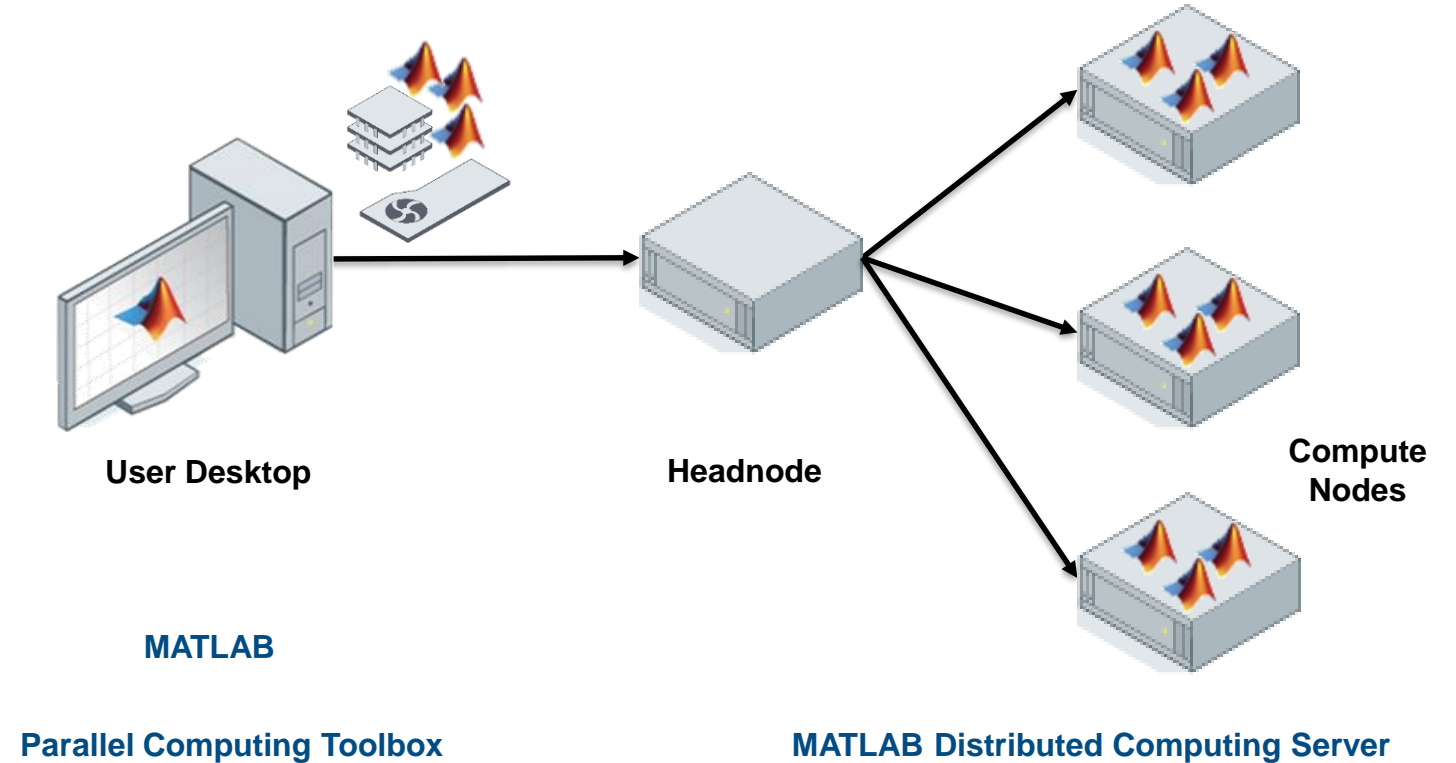 User Desktop
Headnode
Compute
Nodes
MATLAB
Parallel Computing Toolbox
MATLAB Distributed Computing Server